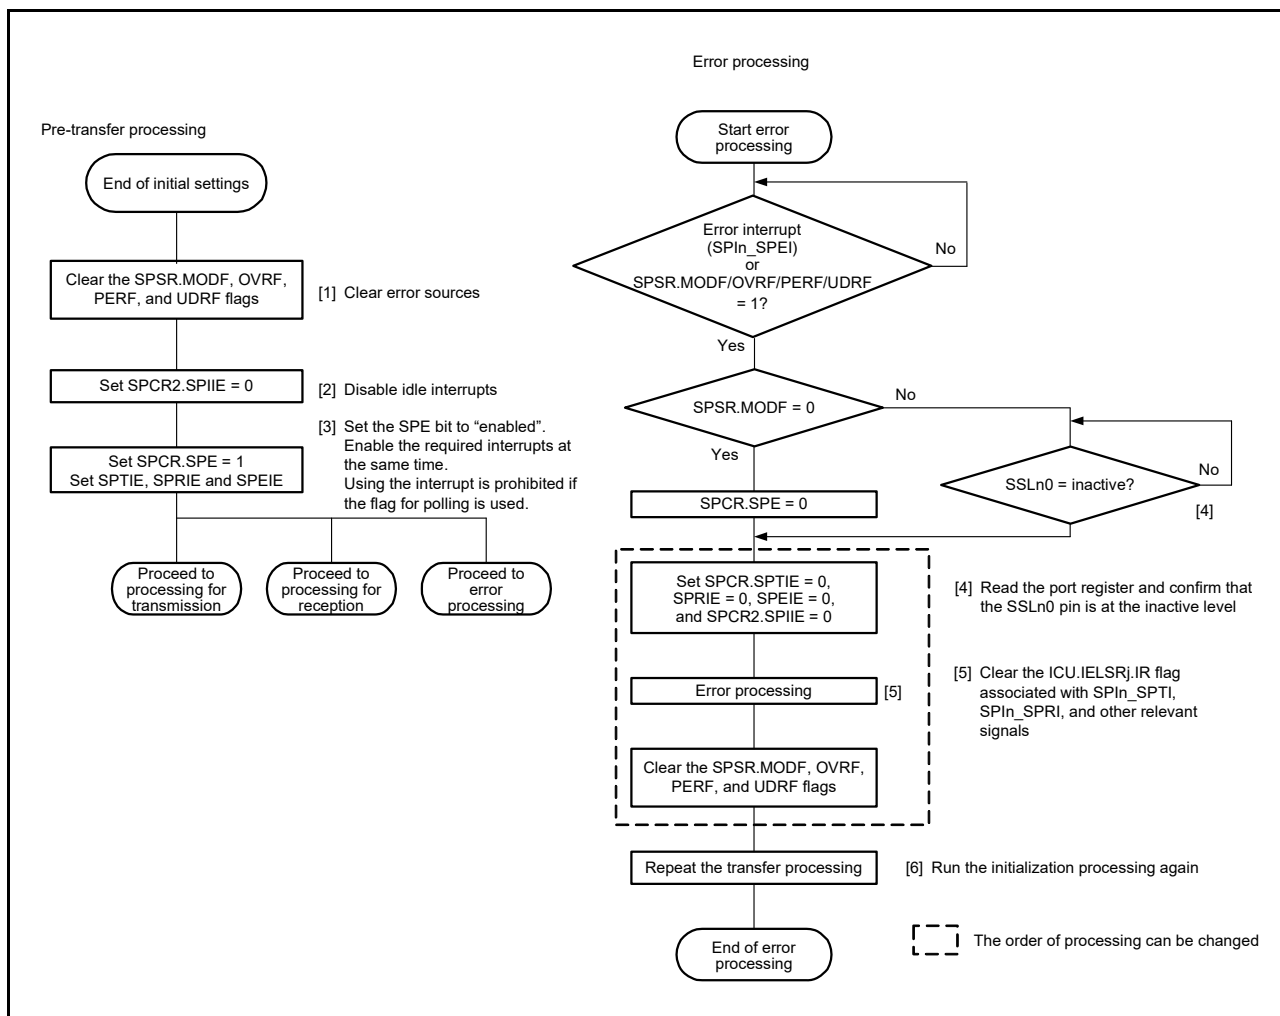 Pre-transfer processing
End of initial settings
Clear the SPSR.MODF, OVRF,
PERF, and UDRF flags
[1] Clear error sources
Set SPCR2.SPIIE = 0
[2] Disable idle interrupts
Set SPCR.SPE = 1
Set SPTIE, SPRIE and SPEIE
[3] Set the SPE bit to “enabled”.
Enable the required interrupts at
the same time.
Using the interrupt is prohibited if
the flag for polling is used.
Proceed to
processing for
transmission
Proceed to
processing for
reception
Proceed to
error
processing
Error processing
Start error
processing
Error interrupt
(SPIn_SPEI)
or
SPSR.MODF/OVRF/PERF/UDRF
= 1?
No
Yes
SPSR.MODF = 0
No
Yes
SSLn0 = inactive?
No
[4]
SPCR.SPE = 0
Set SPCR.SPTIE = 0,
SPRIE = 0, SPEIE = 0,
and SPCR2.SPIIE = 0
[4] Read the port register and confirm that
the SSLn0 pin is at the inactive level
Error processing
[5]
[5] Clear the ICU.IELSRj.IR flag
associated with SPIn_SPTI,
SPIn_SPRI, and other relevant
signals
Clear the SPSR.MODF, OVRF,
PERF, and UDRF flags
Repeat the transfer processing
[6] Run the initialization processing again
End of error
processing
The order of processing can be changed